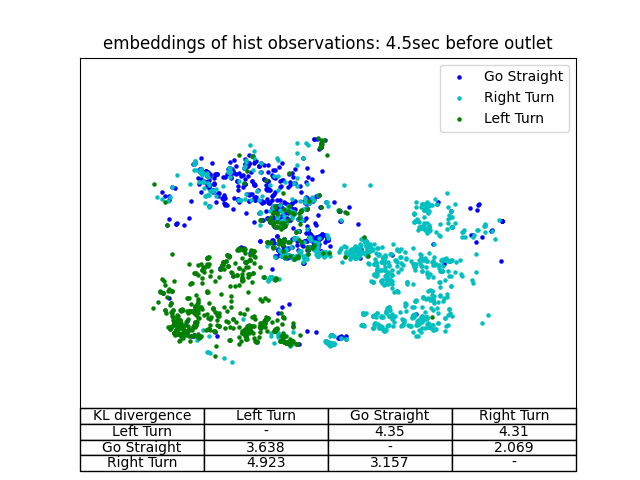 embeddings of hist observations: 4.5sec before outlet
Go Straight
Right Turn
Left Turn
KL divergence Left Turn Go Straight Right Turn
Left Turn - 4.35 4.31
Go Straight 3.638 - 2.069
Right Turn 4.923 3.157 -